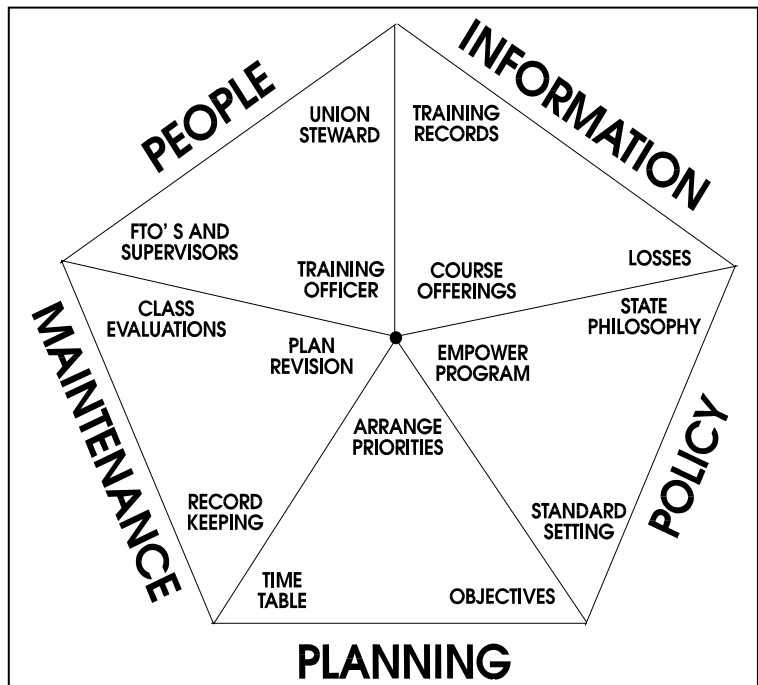 PEOPLE
UNION
STEWARD
FTO' S AND
SUPERVISORS
TRAINING
OFFICER
INFORMATION
TRAINING
RECORDS
COURSE
OFFERINGS
LOSSES
POLICY
STATE
PHILOSOPHY
EMPOWER
PROGRAM
STANDARD
SETTING
PLANNING
ARRANGE
PRIORITIES
TIME
TABLE
OBJECTIVES
MAINTENANCE
CLASS
EVALUATIONS
PLAN
REVISION
RECORD
KEEPING